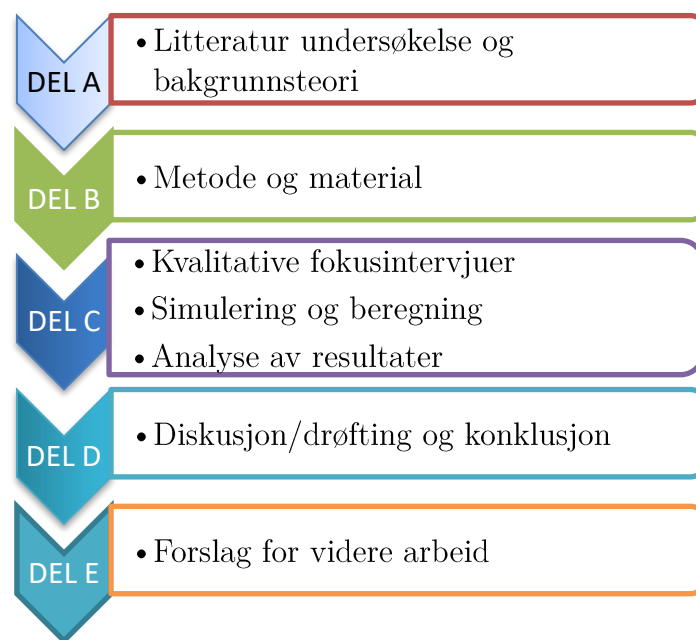 DEL A
• Litteratur undersøkelse og
bakgrunnsteori
DEL B
• Metode og material
DEL C
• Kvalitative fokusintervjuer
• Simulering og beregning
• Analyse av resultater
DEL D
• Diskusjon/drøfting og konklusjon
DEL E
• Forslag for videre arbeid